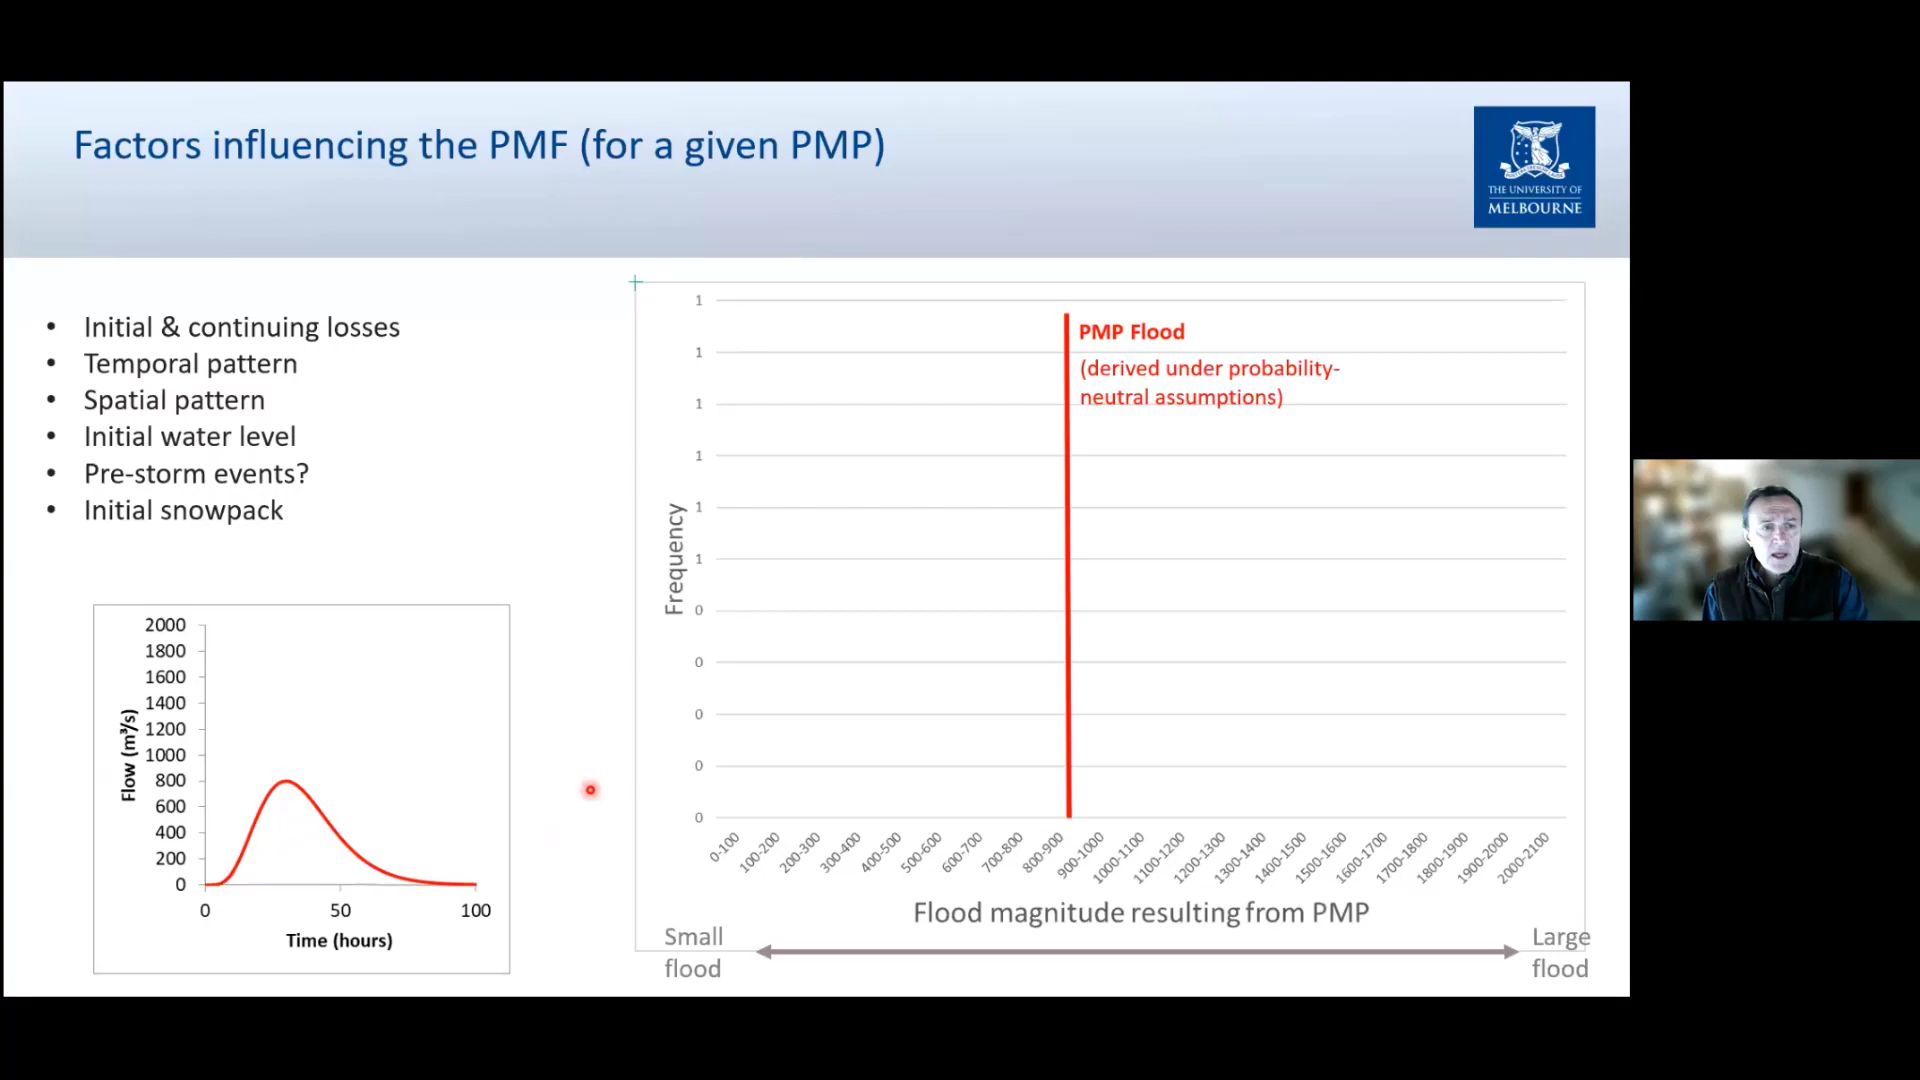 Factors influencing the PMF (for a given PMP)
THE UNIVERSITY OF
MELBOURNE
• Initial & continuing losses
• Temporal pattern
• Spatial pattern
• Initial water level
• Pre-storm events?
• Initial snowpack
2000
1800
1600
1400
1200
1000
800
600
400
200
0
Flow (m³/s)
0 50 100
Time (hours)
1
1
1
1
1
1
0
0
0
0
0
Frequency
PMP Flood
(derived under probability-
neutral assumptions)
0-100 100-200 200-300 300-400 400-500 500-600 600-700 700-800 800-900 900-1000 1000-1100 1100-1200 1200-1300 1300-1400 1400-1500 1500-1600 1600-1700 1700-1800 1800-1900 1900-2000 2000-2100
Flood magnitude resulting from PMP
Small
flood
Large
flood